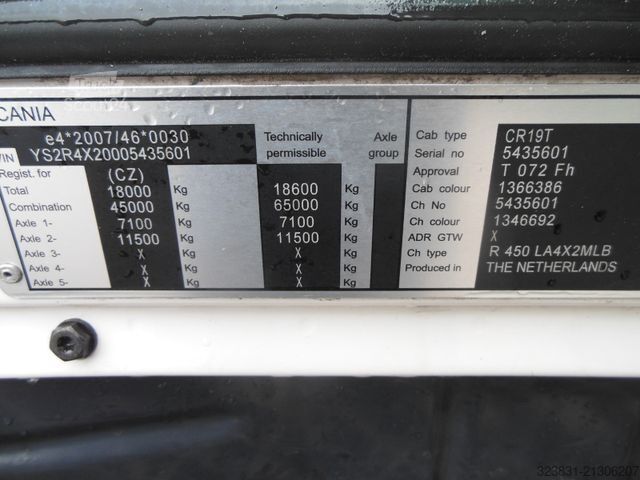 CANIA
e4*2007/46*0030
VIN YS2R4X20005435601
Technically permissible
Axle group
Regist. for (CZ)
Total 18000 Kg 18600 Kg
Combination 45000 Kg 65000 Kg
Axle 1- 7100 Kg 7100 Kg
Axle 2- 11500 Kg 11500 Kg
Axle 3- X Kg X Kg
Axle 4- X Kg X Kg
Axle 5- X Kg X Kg
Cab type CR19T
Serial no 5435601
Approval T 072 Fh
Cab colour 1366386
Ch No 5435601
Ch colour 1346692
ADR GTW X
Ch type R 450 LA4X2MLB
Produced in THE NETHERLANDS
323831-21306207